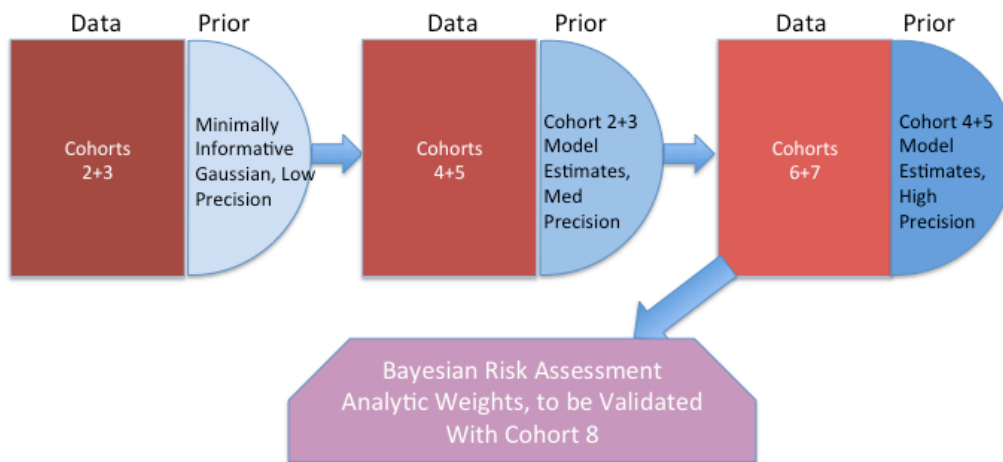 Data
Prior
Data
Prior
Data
Prior
Cohorts
2+3
Minimally
Informative
Gaussian, Low
Precision
Cohorts
4+5
Cohort 2+3
Model
Estimates,
Med
Precision
Cohorts
6+7
Cohort 4+5
Model
Estimates,
High
Precision
Bayesian Risk Assessment
Analytic Weights, to be Validated
With Cohort 8